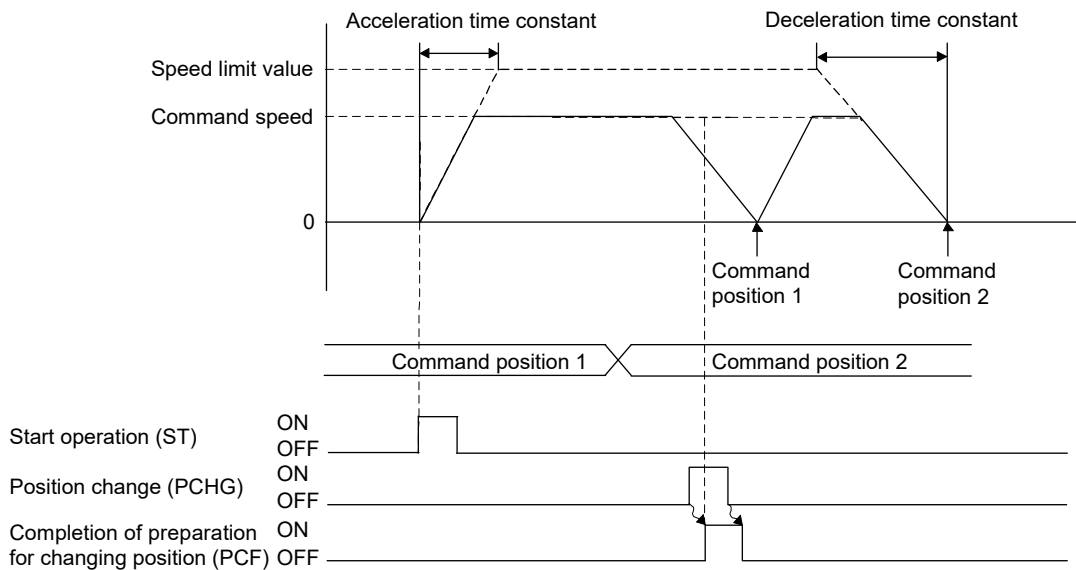 Acceleration time constant
Deceleration time constant
Speed limit value
Command speed
0
Command
position 1
Command
position 2
Command position 1
Command position 2
Start operation (ST)
ON
OFF
Position change (PCHG)
ON
OFF
Completion of preparation
for changing position (PCF)
ON
OFF